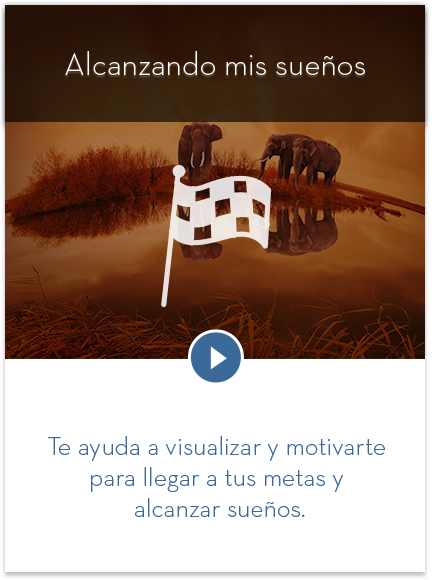 Alcanzando mis sueños
Te ayuda a visualizar y motivarte
para llegar a tus metas y
alcanzar sueños.